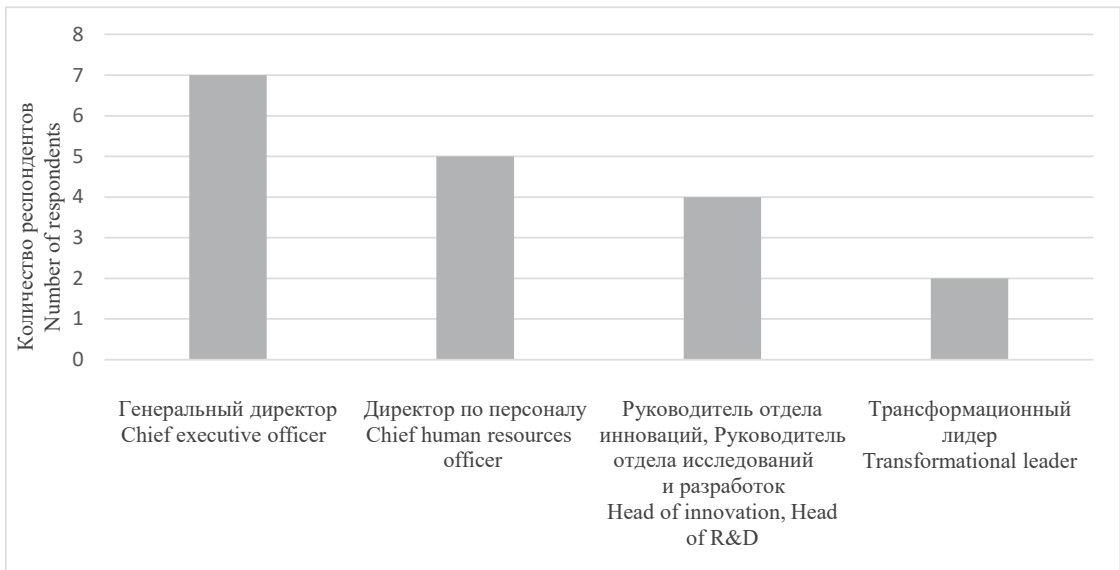 Количество респондентов
Number of respondents
8
7
6
5
4
3
2
1
0
Генеральный директор
Chief executive officer
Директор по персоналу
Chief human resources
officer
Руководитель отдела
инноваций, Руководитель
отдела исследований
и разработок
Head of innovation, Head
of R&D
Трансформационный
лидер
Transformational leader